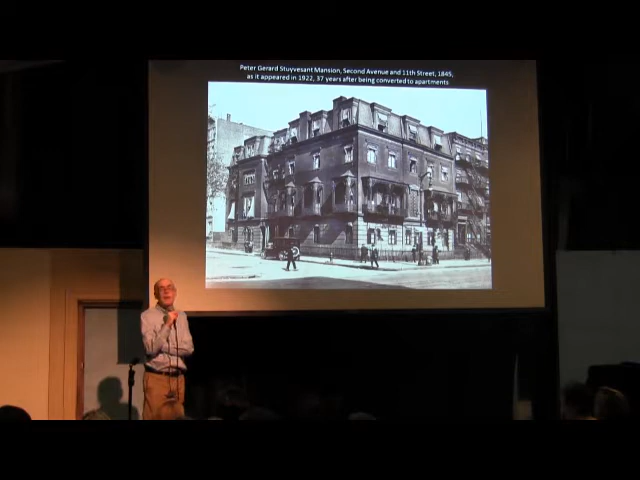 Peter Gerard Stuyvesant Mansion, Second Avenue and 11th Street, 1845,
as it appeared in 1922, 37 years after being converted to apartments